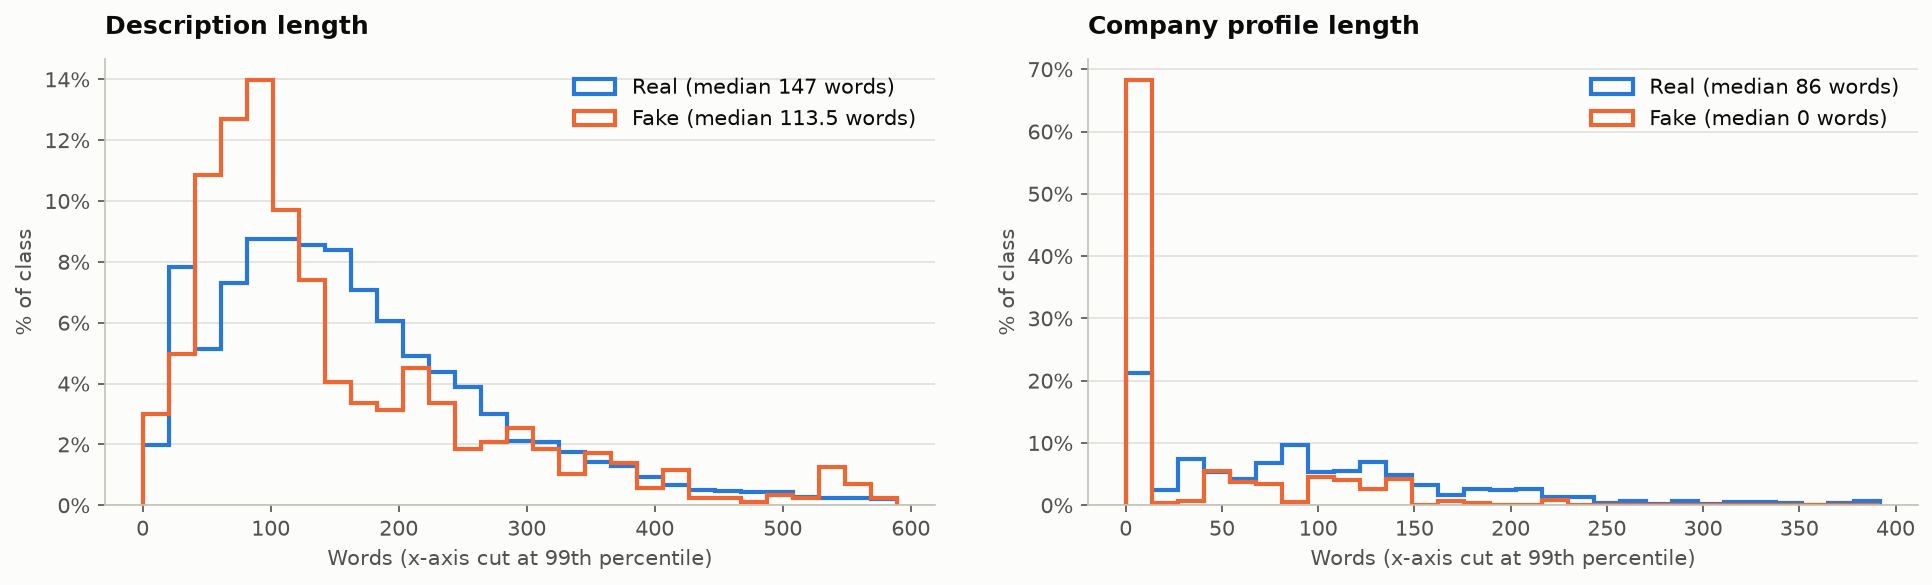 Description length
14%
12%
10%
8%
6%
4%
2%
0%
% of class
Real (median 147 words)
Fake (median 113.5 words)
0 100 200 300 400 500 600
Words (x-axis cut at 99th percentile)
Company profile length
70%
60%
50%
40%
30%
20%
10%
0%
% of class
Real (median 86 words)
Fake (median 0 words)
0 50 100 150 200 250 300 350 400
Words (x-axis cut at 99th percentile)